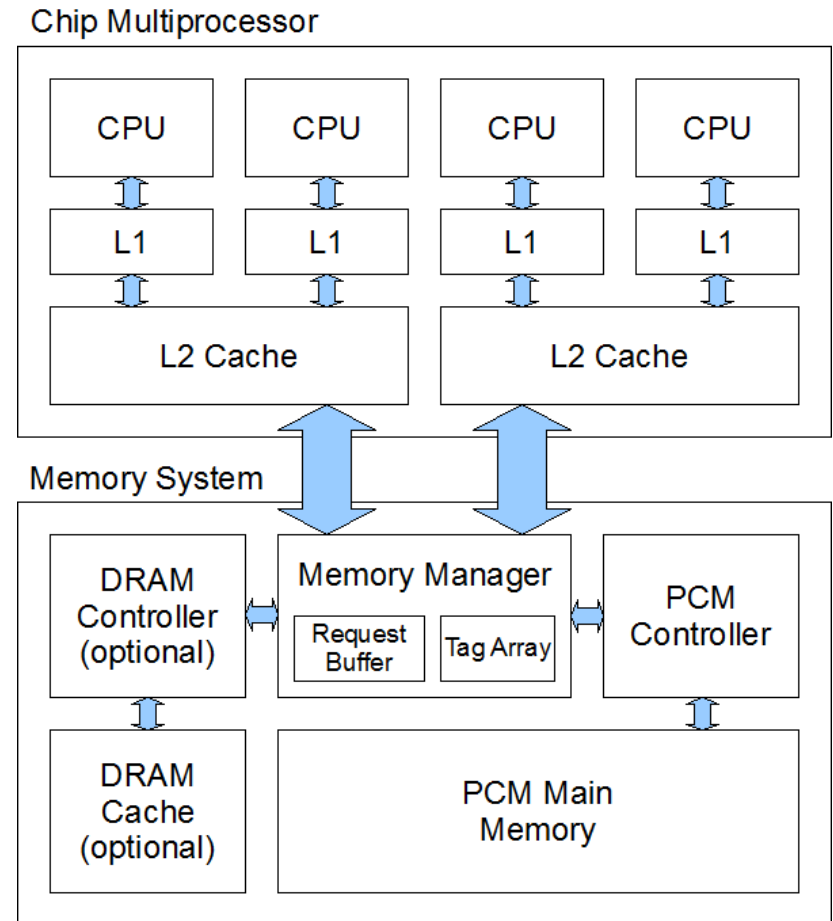 Chip Multiprocessor
CPU
CPU
CPU
CPU
L1
L1
L1
L1
L2 Cache
L2 Cache
Memory System
DRAM
Controller
(optional)
Memory Manager
Request
Buffer
Tag Array
PCM
Controller
DRAM
Cache
(optional)
PCM Main
Memory